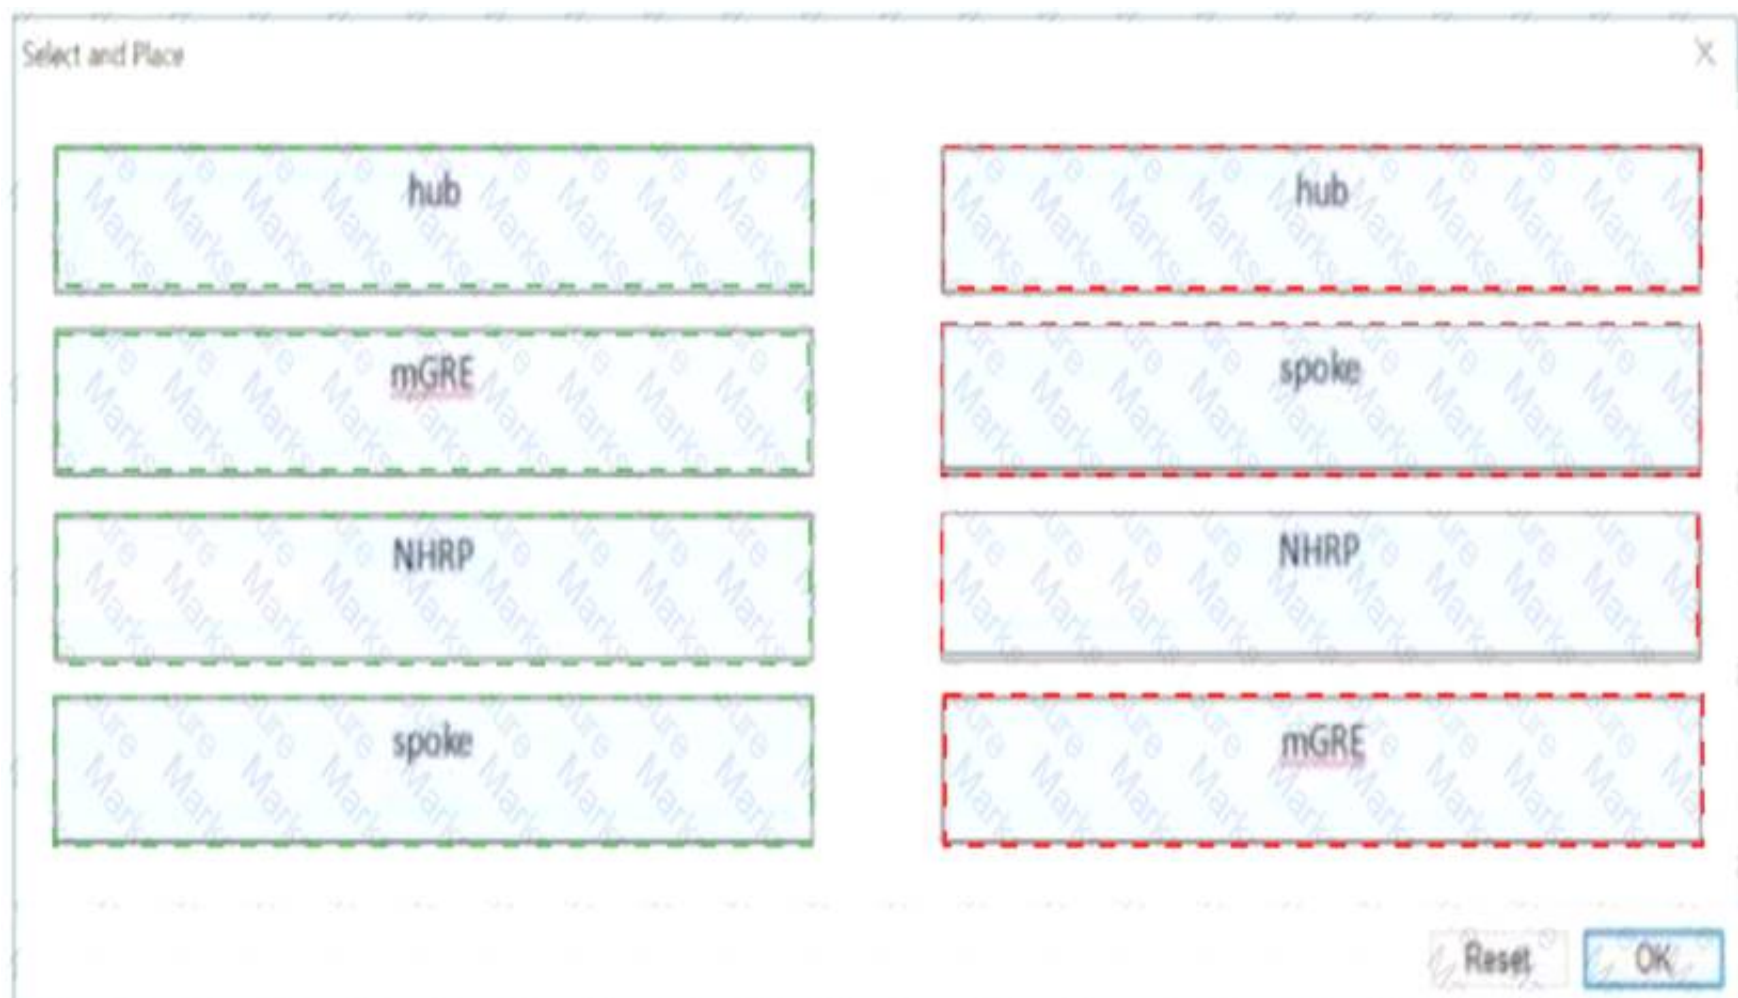 Select and Place
X
hub
hub
mGRE
spoke
NHRP
NHRP
spoke
mGRE
Reset
OK